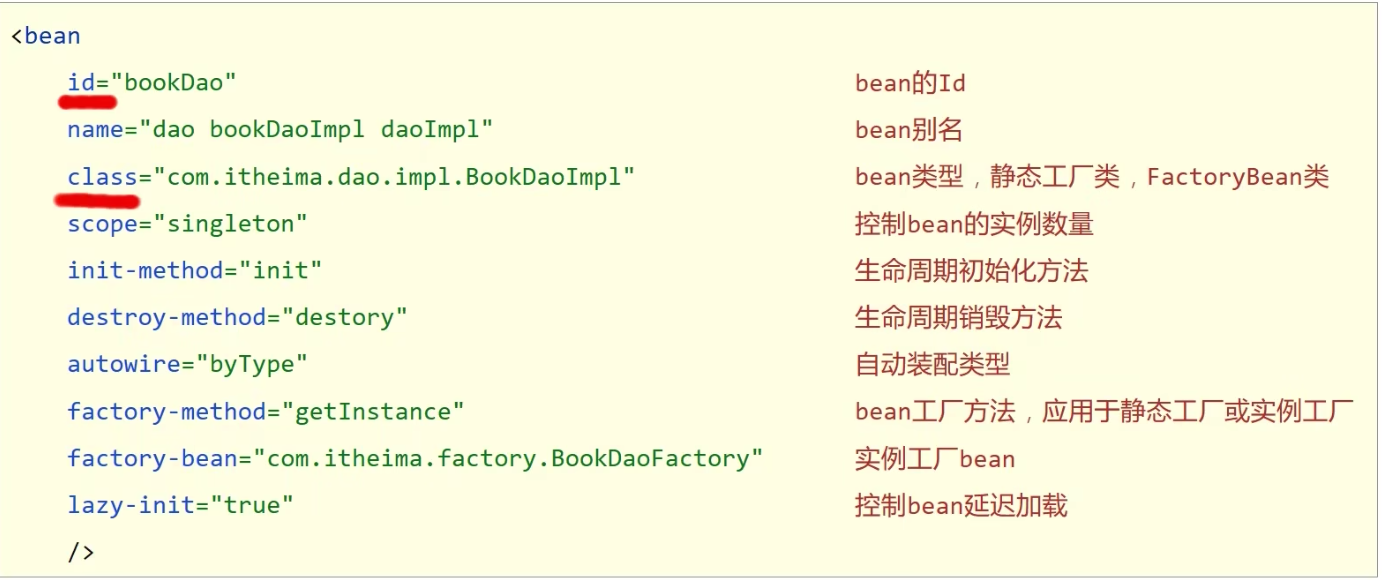 <bean
id="bookDao" bean的Id
name="dao bookDaoImpl daoImpl" bean别名
class="com.itheima.dao.impl.BookDaoImpl" bean类型，静态工厂类，FactoryBean类
scope="singleton" 控制bean的实例数量
init-method="init" 生命周期初始化方法
destroy-method="destory" 生命周期销毁方法
autowire="byType" 自动装配类型
factory-method="getInstance" bean工厂方法，应用于静态工厂或实例工厂
factory-bean="com.itheima.factory.BookDaoFactory" 实例工厂bean
lazy-init="true" 控制bean延迟加载
/>